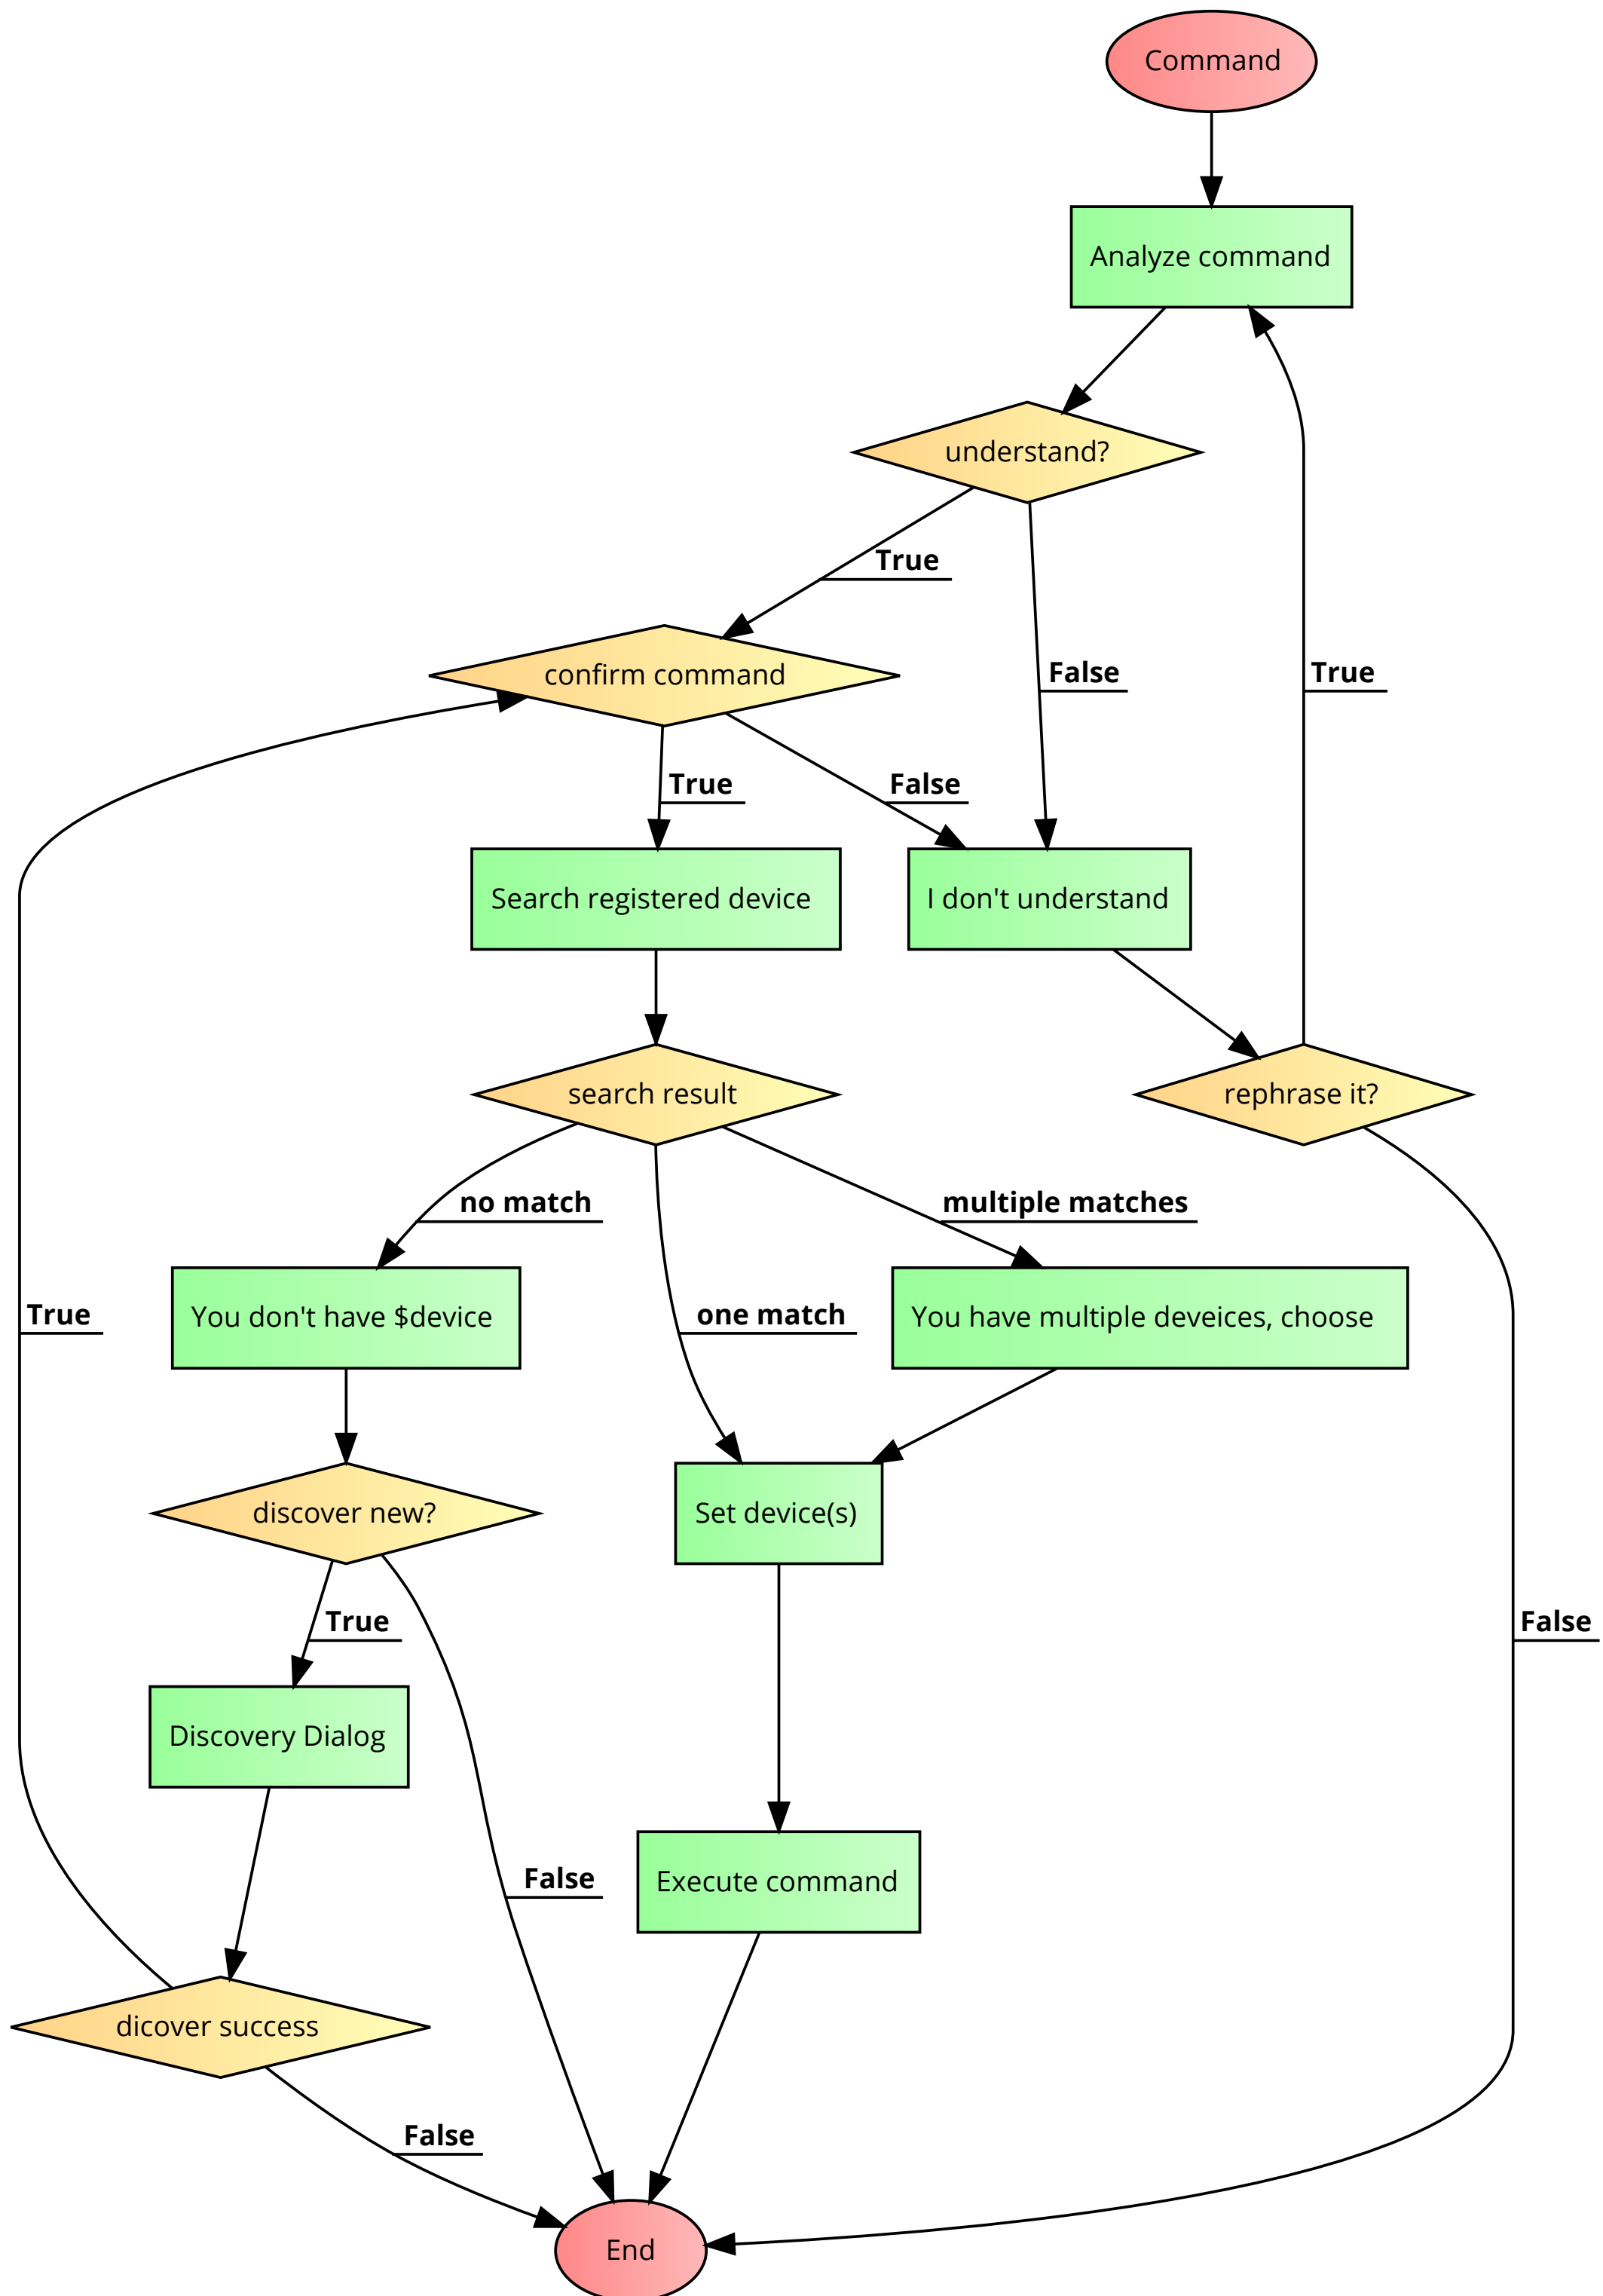 Command
Analyze command
understand?
True
confirm command
False
True
True
False
Search registered device
I don't understand
search result
rephrase it?
no match
multiple matches
True
You don't have $device
one match
You have multiple deveices, choose
discover new?
Set device(s)
True
False
Discovery Dialog
False
Execute command
dicover success
False
End